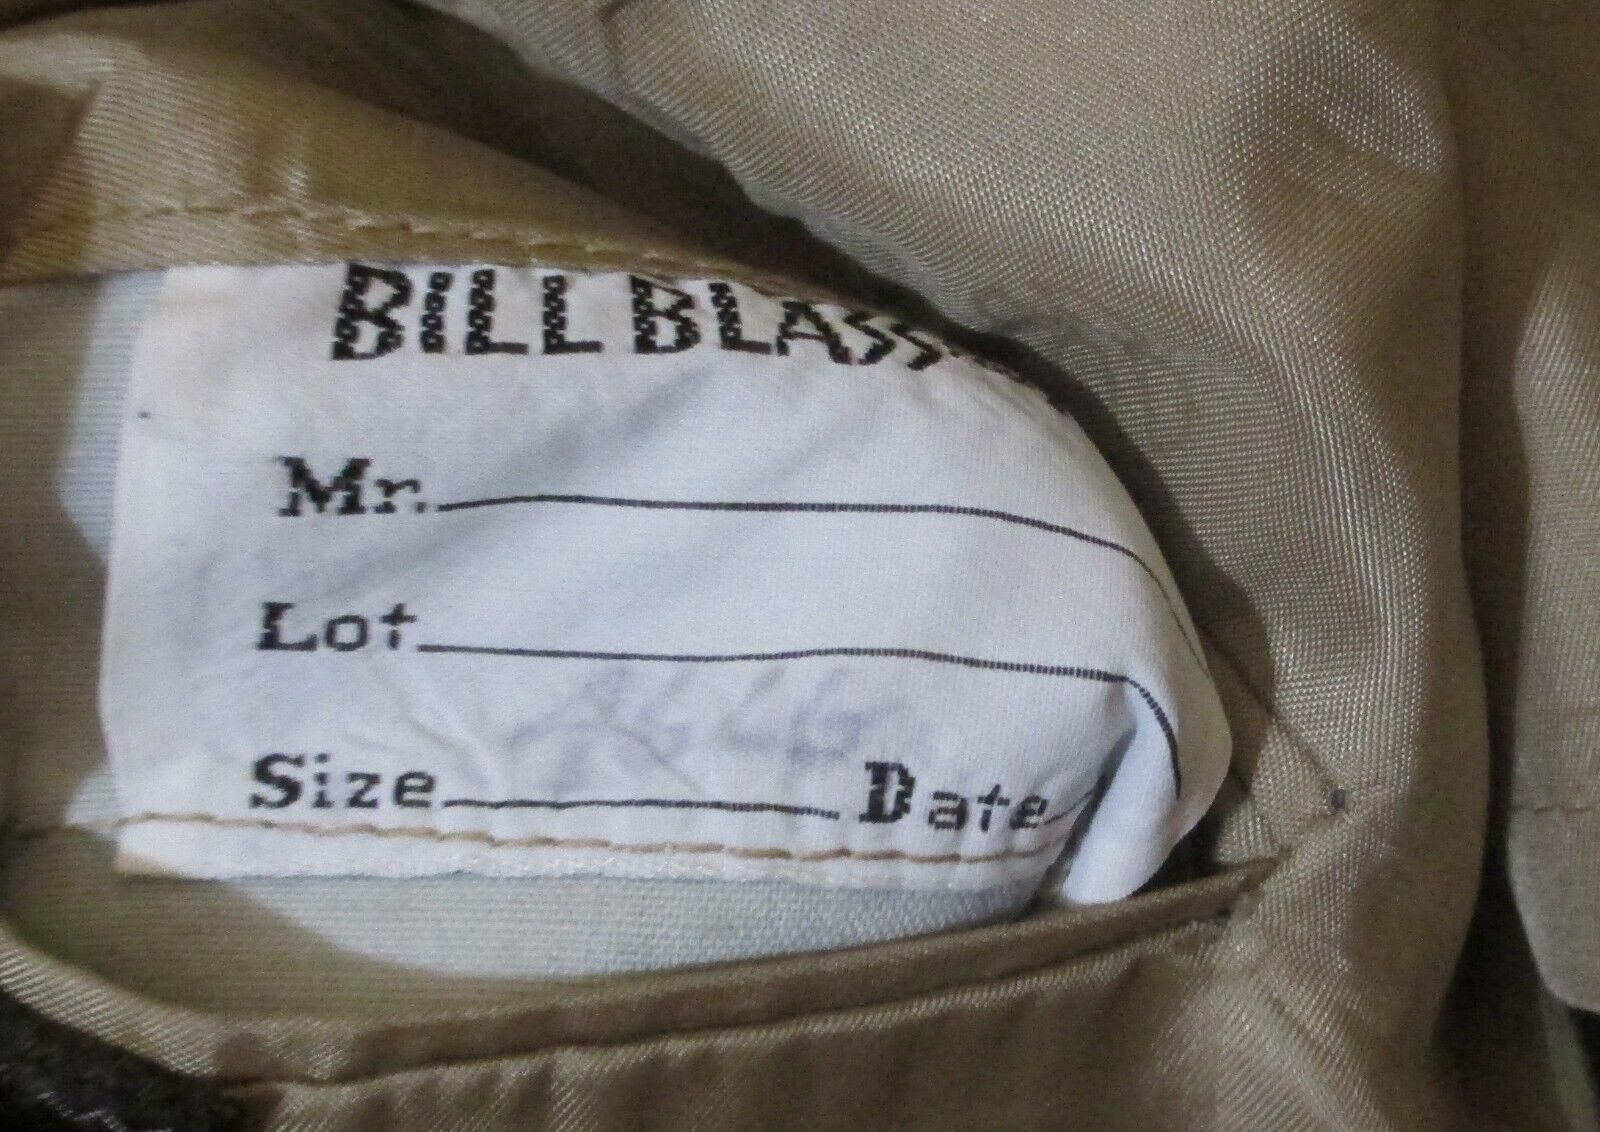 BILL BLASS
Mr.
Lot
Size Date